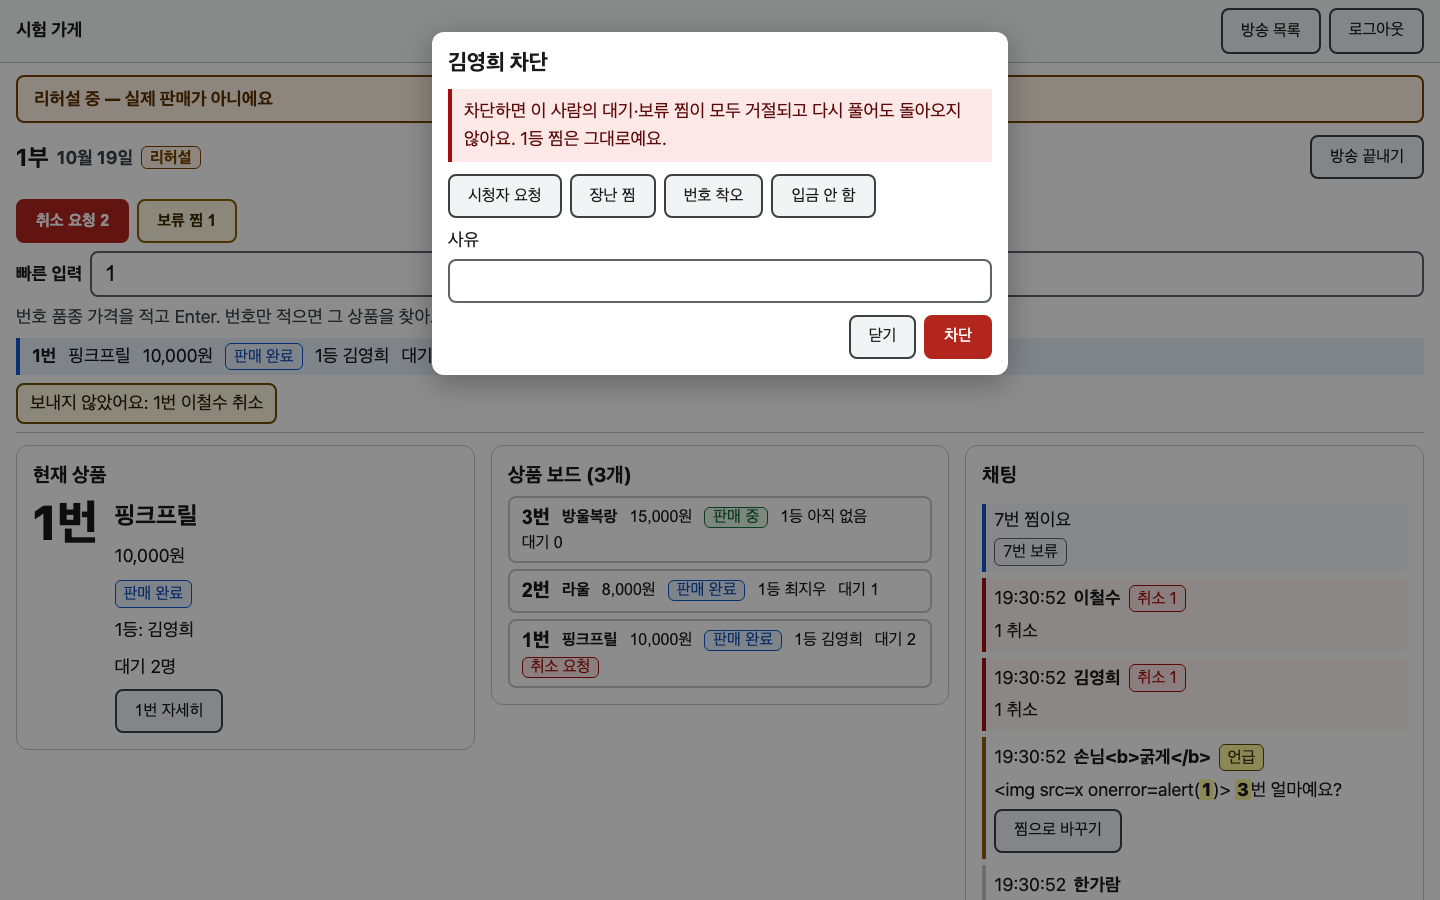 시험 가게
방송 목록
로그아웃
리허설 중 — 실제 판매가 아니에요
1부 10월 19일 리허설
방송 끝내기
취소 요청 2
보류 찜 1
빠른 입력 1
번호 품종 가격을 적고 Enter. 번호만 적으면 그 상품을 찾아
1번 핑크프릴 10,000원 판매 완료 1등 김영희 대기
보내지 않았어요: 1번 이철수 취소
김영희 차단
차단하면 이 사람의 대기·보류 찜이 모두 거절되고 다시 풀어도 돌아오지
않아요. 1등 찜은 그대로예요.
시청자 요청
장난 찜
번호 착오
입금 안 함
사유
닫기
차단
현재 상품
1번 핑크프릴
10,000원
판매 완료
1등: 김영희
대기 2명
1번 자세히
상품 보드 (3개)
3번 방울복랑 15,000원 판매 중 1등 아직 없음
대기 0
2번 라울 8,000원 판매 완료 1등 최지우 대기 1
1번 핑크프릴 10,000원 판매 완료 1등 김영희 대기 2
취소 요청
채팅
7번 찜이요
7번 보류
19:30:52 이철수 취소 1
1 취소
19:30:52 김영희 취소 1
1 취소
19:30:52 손님<b>굵게</b> 언급
<img src=x onerror=alert(1)> 3번 얼마예요?
찜으로 바꾸기
19:30:52 한가람